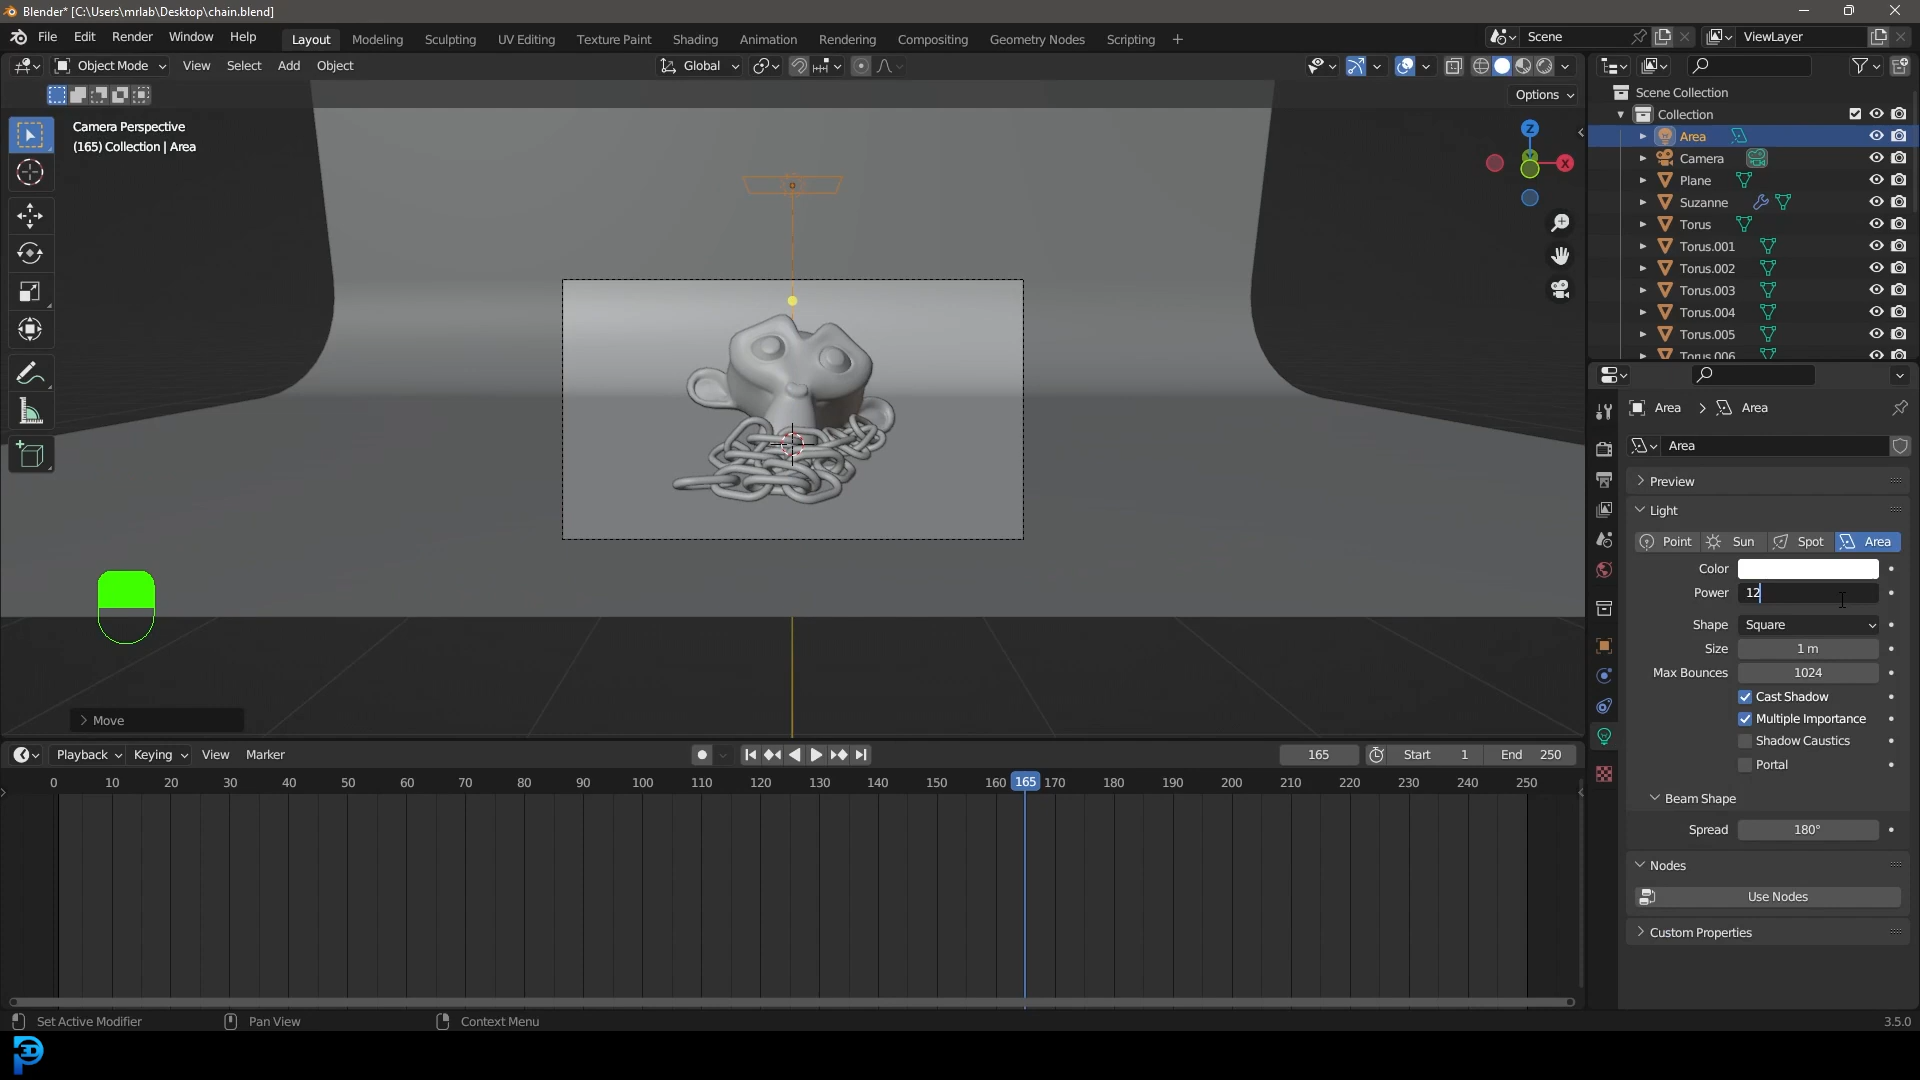 Blender* [C:\Users\mrlab\Desktop\chain.blend]
File Edit Render Window Help Layout Modeling Sculpting UV Editing Texture Paint Shading Animation Rendering Compositing Geometry Nodes Scripting + Scene ViewLayer
Object Mode View Select Add Object Global
Options
Camera Perspective
(165) Collection | Area
Z
X
Move
Scene Collection
Collection
Area
Camera
Plane
Suzanne
Torus
Torus.001
Torus.002
Torus.003
Torus.004
Torus.005
Torus.006
Area > Area
Area
Preview
Light
Point Sun Spot Area
Color
Power 12
Shape Square
Size 1 m
Max Bounces 1024
Cast Shadow
Multiple Importance
Shadow Caustics
Portal
Beam Shape
Spread 180°
Nodes
Use Nodes
Custom Properties
Playback Keying View Marker 165 Start 1 End 250
0 10 20 30 40 50 60 70 80 90 100 110 120 130 140 150 160 165 170 180 190 200 210 220 230 240 250
Set Active Modifier Pan View Context Menu 3.5.0
3D